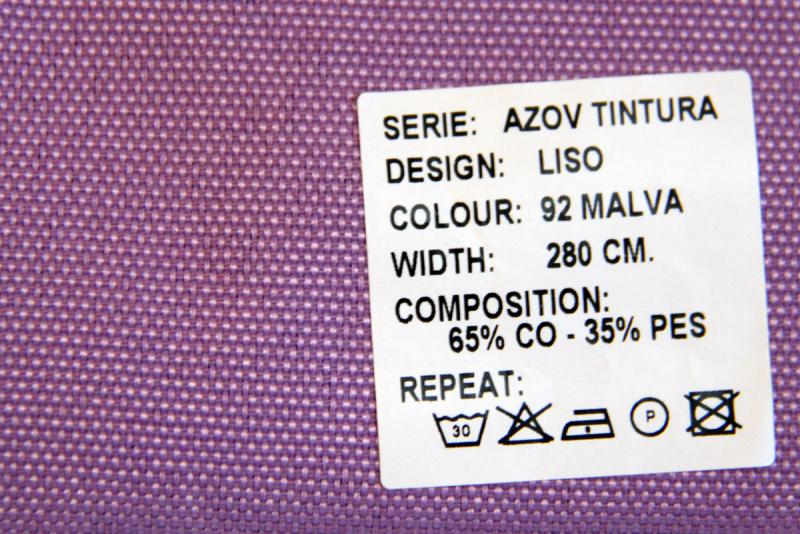 SERIE: AZOV TINTURA
DESIGN: LISO
COLOUR: 92 MALVA
WIDTH: 280 CM.
COMPOSITION:
65% CO - 35% PES
REPEAT:
30 P